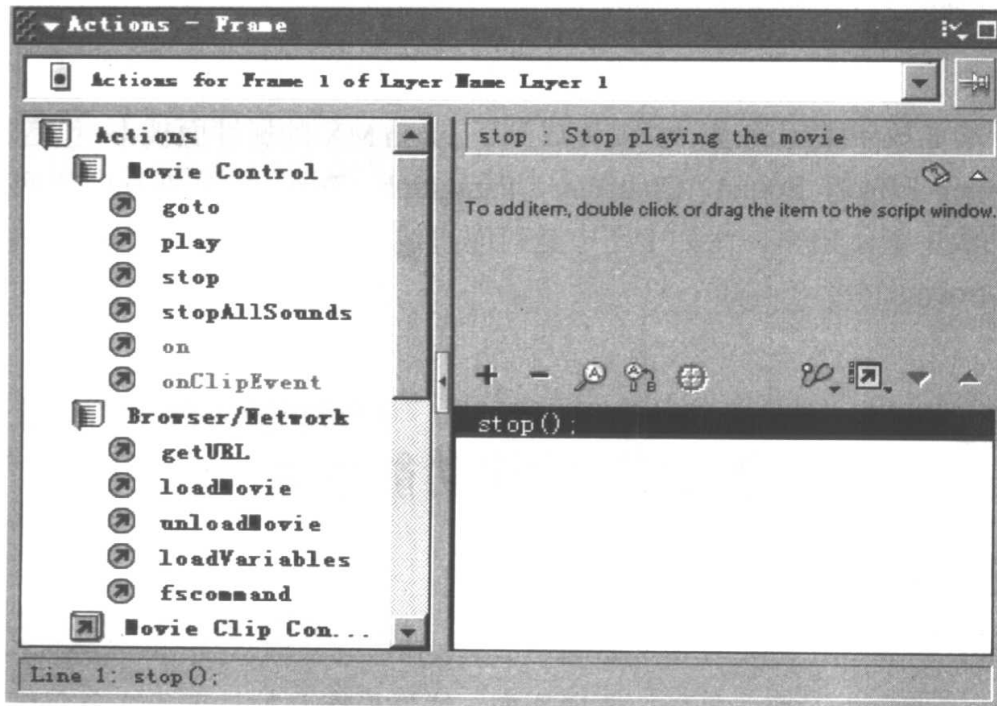 Actions - Frame
Actions for Frame 1 of Layer Name Layer 1
Actions
Movie Control
goto
play
stop
stopAllSounds
on
onClipEvent
Browser/Network
getURL
loadMovie
unloadMovie
loadVariables
fscommand
Movie Clip Con...
stop : Stop playing the movie
To add item, double click or drag the item to the script window.
stop();
Line 1: stop();